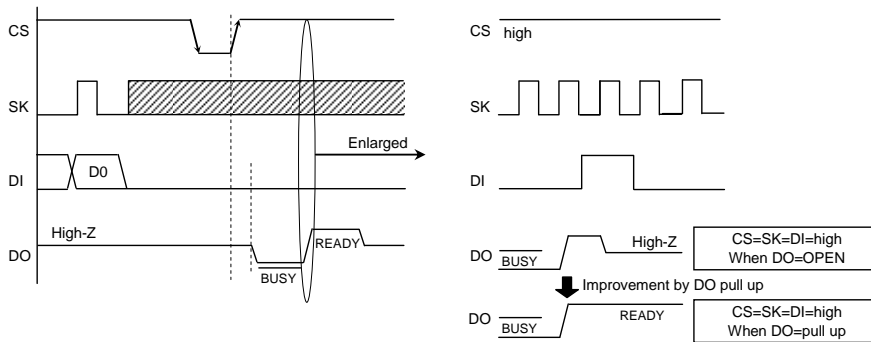 CS
SK
DI
D0
Enlarged
High-Z
DO
BUSY
READY
CS
high
SK
DI
High-Z
DO
BUSY
CS=SK=DI=high
When DO=OPEN
Improvement by DO pull up
DO
BUSY
READY
CS=SK=DI=high
When DO=pull up